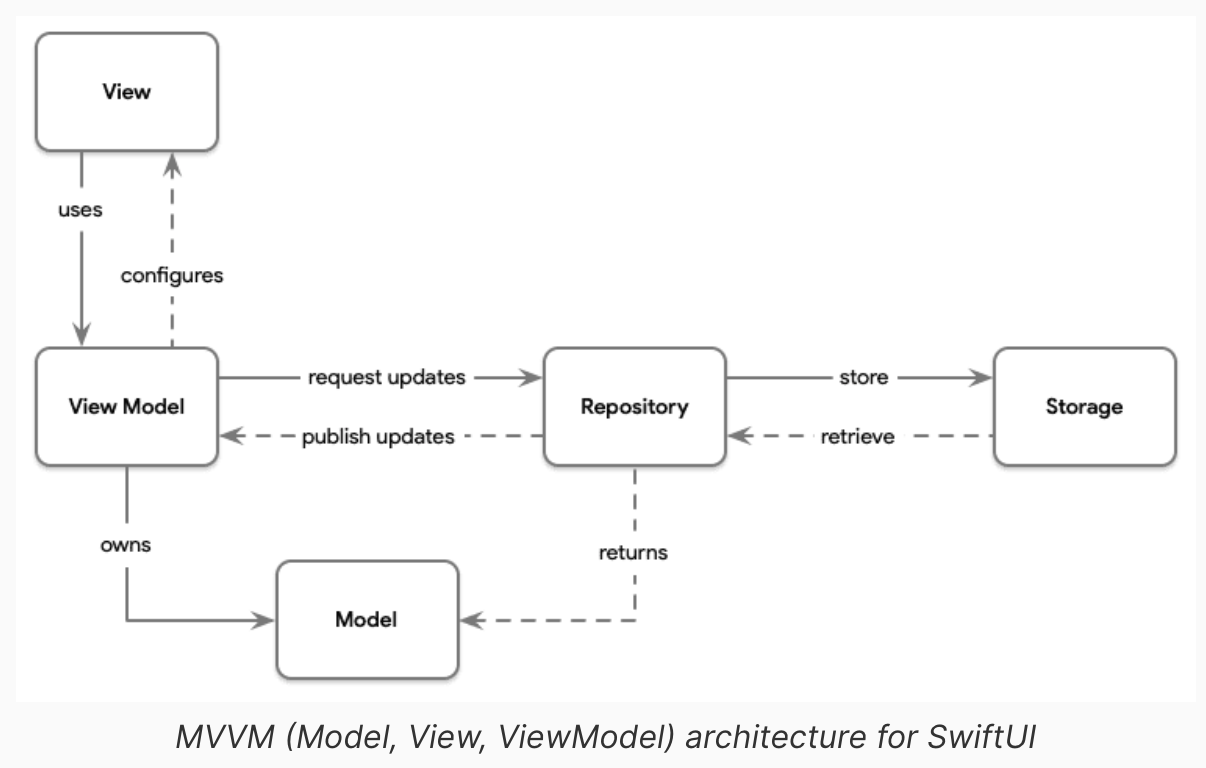 View
uses
configures
View Model
request updates
publish updates
Repository
store
retrieve
Storage
owns
returns
Model
MVVM (Model, View, ViewModel) architecture for SwiftUI